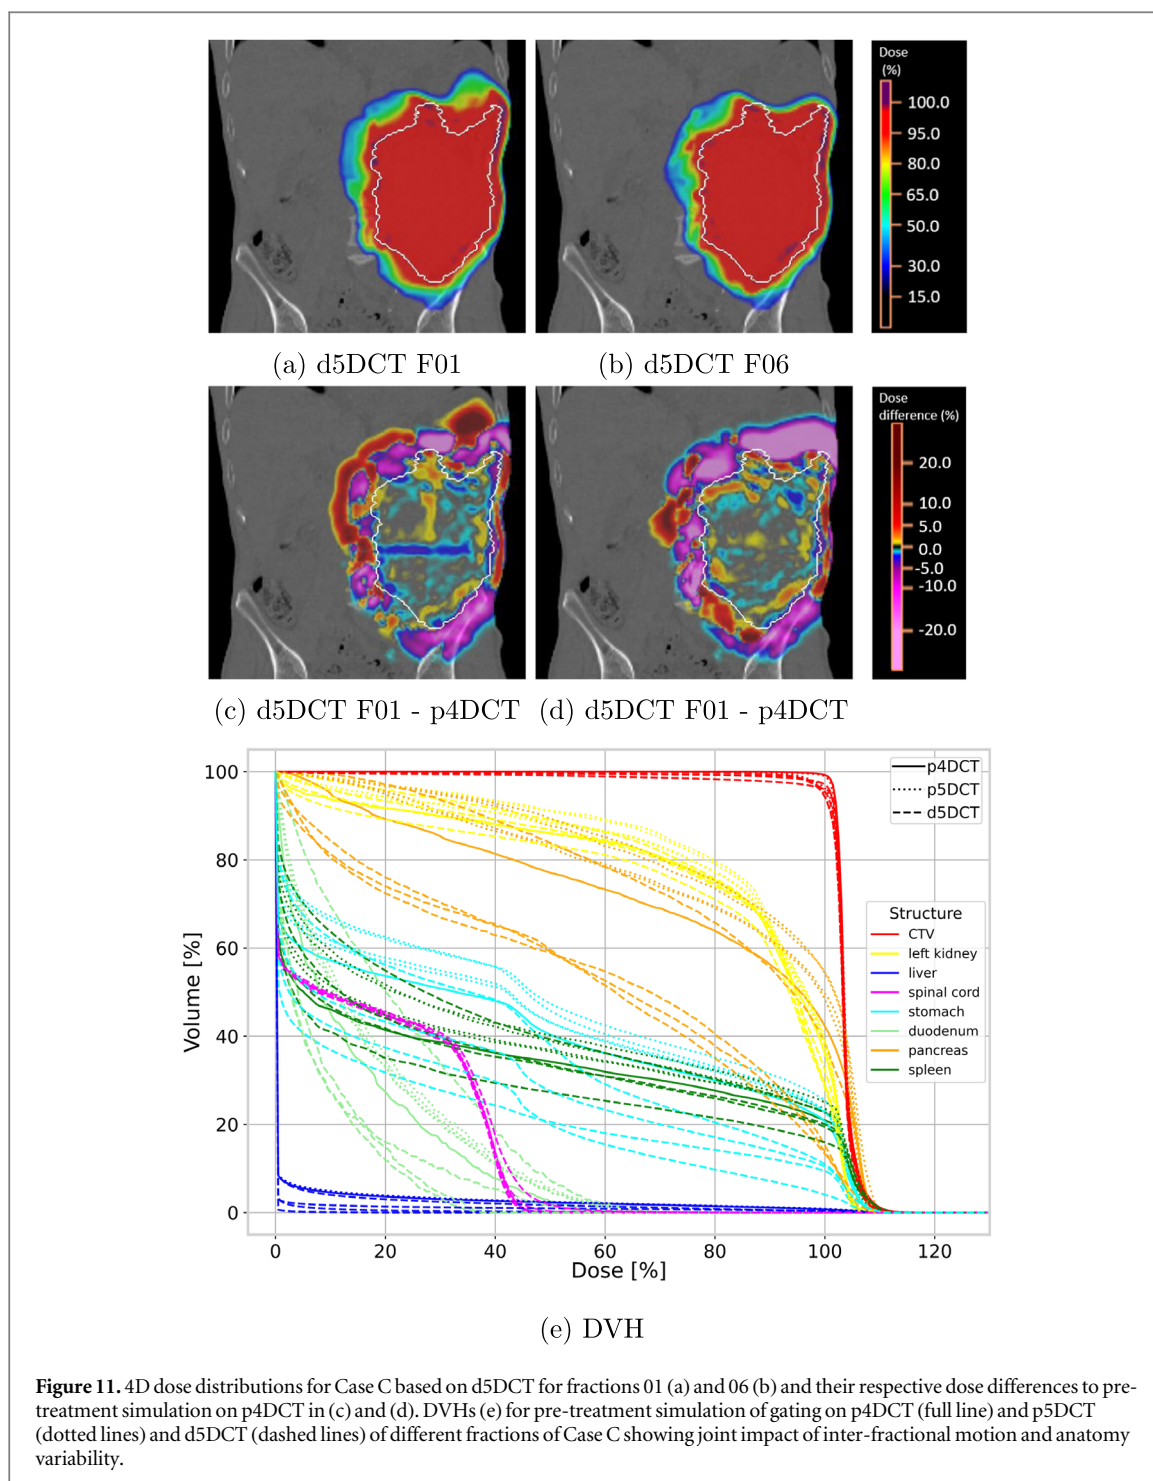 Dose
(%)
100.0
95.0
80.0
65.0
50.0
30.0
15.0
(a) d5DCT F01
(b) d5DCT F06
Dose
difference (%)
20.0
10.0
5.0
0.0
-5.0
-10.0
-20.0
(c) d5DCT F01 - p4DCT
(d) d5DCT F01 - p4DCT
Volume [%]
100
80
60
40
20
0
p4DCT
p5DCT
d5DCT
Structure
CTV
left kidney
liver
spinal cord
stomach
duodenum
pancreas
spleen
0 20 40 60 80 100 120
Dose [%]
(e) DVH
Figure 11. 4D dose distributions for Case C based on d5DCT for fractions 01 (a) and 06 (b) and their respective dose differences to pre-
treatment simulation on p4DCT in (c) and (d). DVHs (e) for pre-treatment simulation of gating on p4DCT (full line) and p5DCT
(dotted lines) and d5DCT (dashed lines) of different fractions of Case C showing joint impact of inter-fractional motion and anatomy
variability.